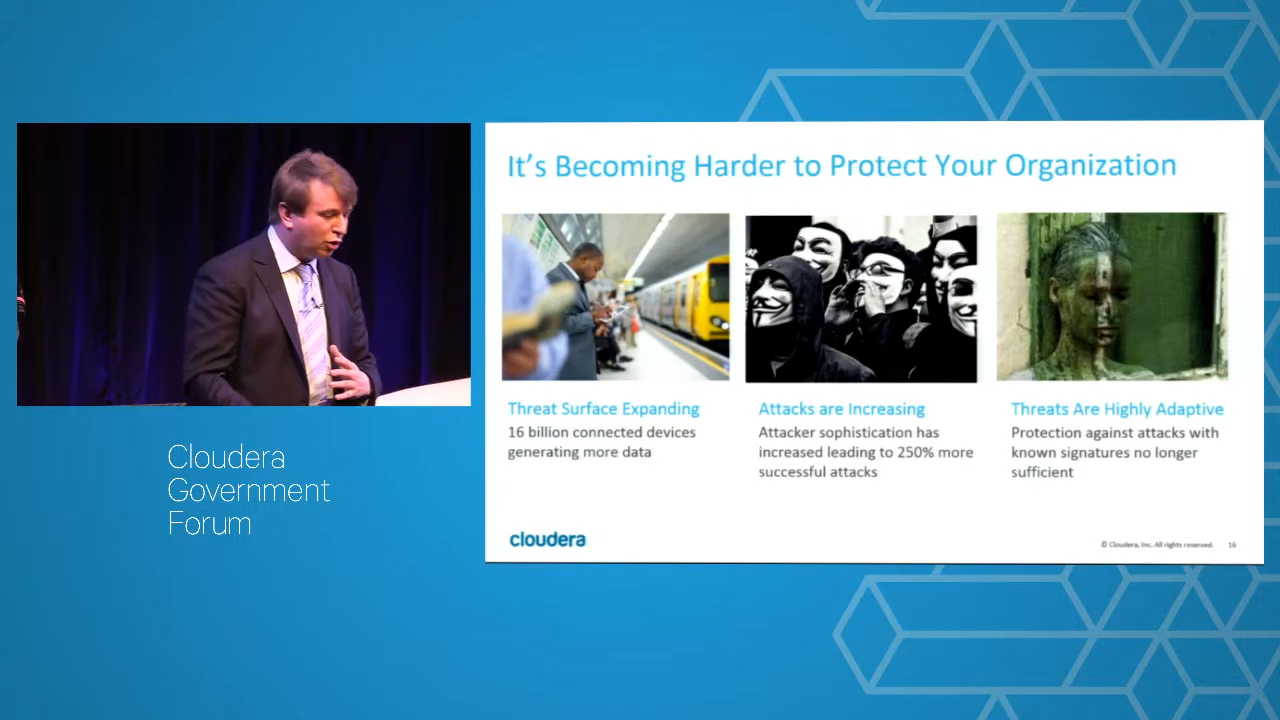 It's Becoming Harder to Protect Your Organization
Threat Surface Expanding
16 billion connected devices
generating more data
Attacks are Increasing
Attacker sophistication has
increased leading to 250% more
successful attacks
Threats Are Highly Adaptive
Protection against attacks with
known signatures no longer
sufficient
Cloudera
Government
Forum
cloudera
© Cloudera, Inc. All rights reserved. 16